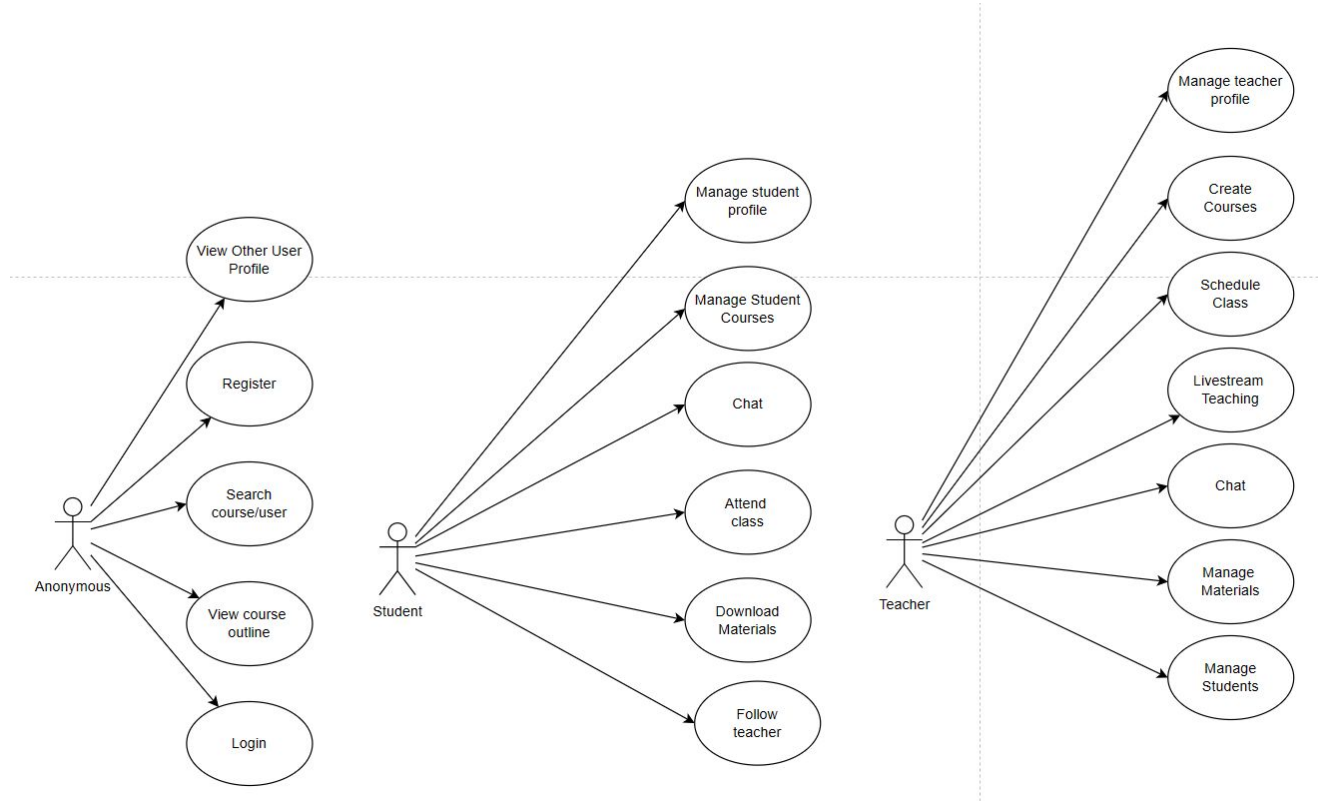 View Other User
Profile
Register
Search
course/user
View course
outline
Login
Anonymous
Manage student
profile
Manage Student
Courses
Chat
Attend
class
Download
Materials
Follow
teacher
Student
Manage teacher
profile
Create
Courses
Schedule
Class
Livestream
Teaching
Chat
Manage
Materials
Manage
Students
Teacher